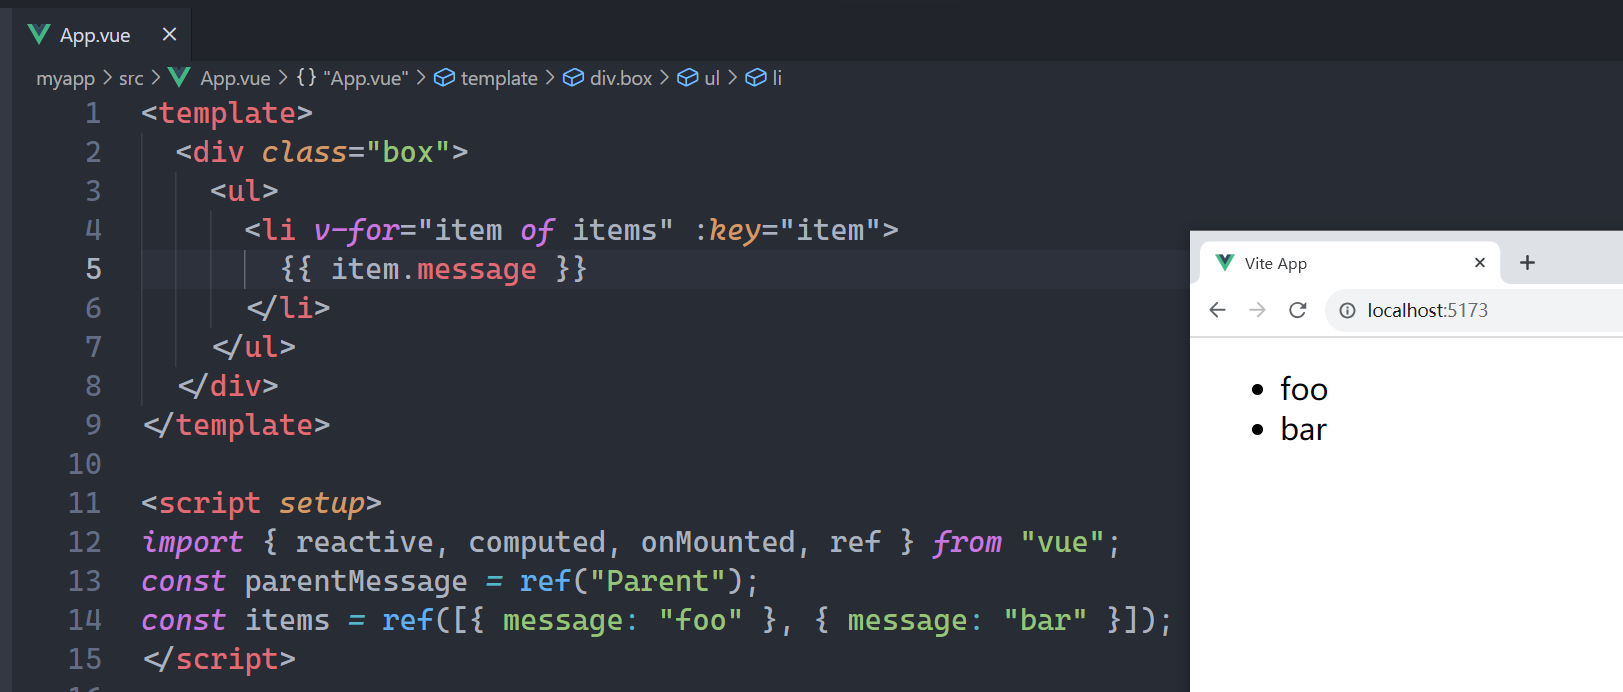 App.vue
myapp > src > App.vue > {} "App.vue" > template > div.box > ul > li
1 <template>
2 <div class="box">
3 <ul>
4 <li v-for="item of items" :key="item">
5 {{ item.message }}
6 </li>
7 </ul>
8 </div>
9 </template>
10
11 <script setup>
12 import { reactive, computed, onMounted, ref } from "vue";
13 const parentMessage = ref("Parent");
14 const items = ref([{ message: "foo" }, { message: "bar" }]);
15 </script>
Vite App
localhost:5173
• foo
• bar